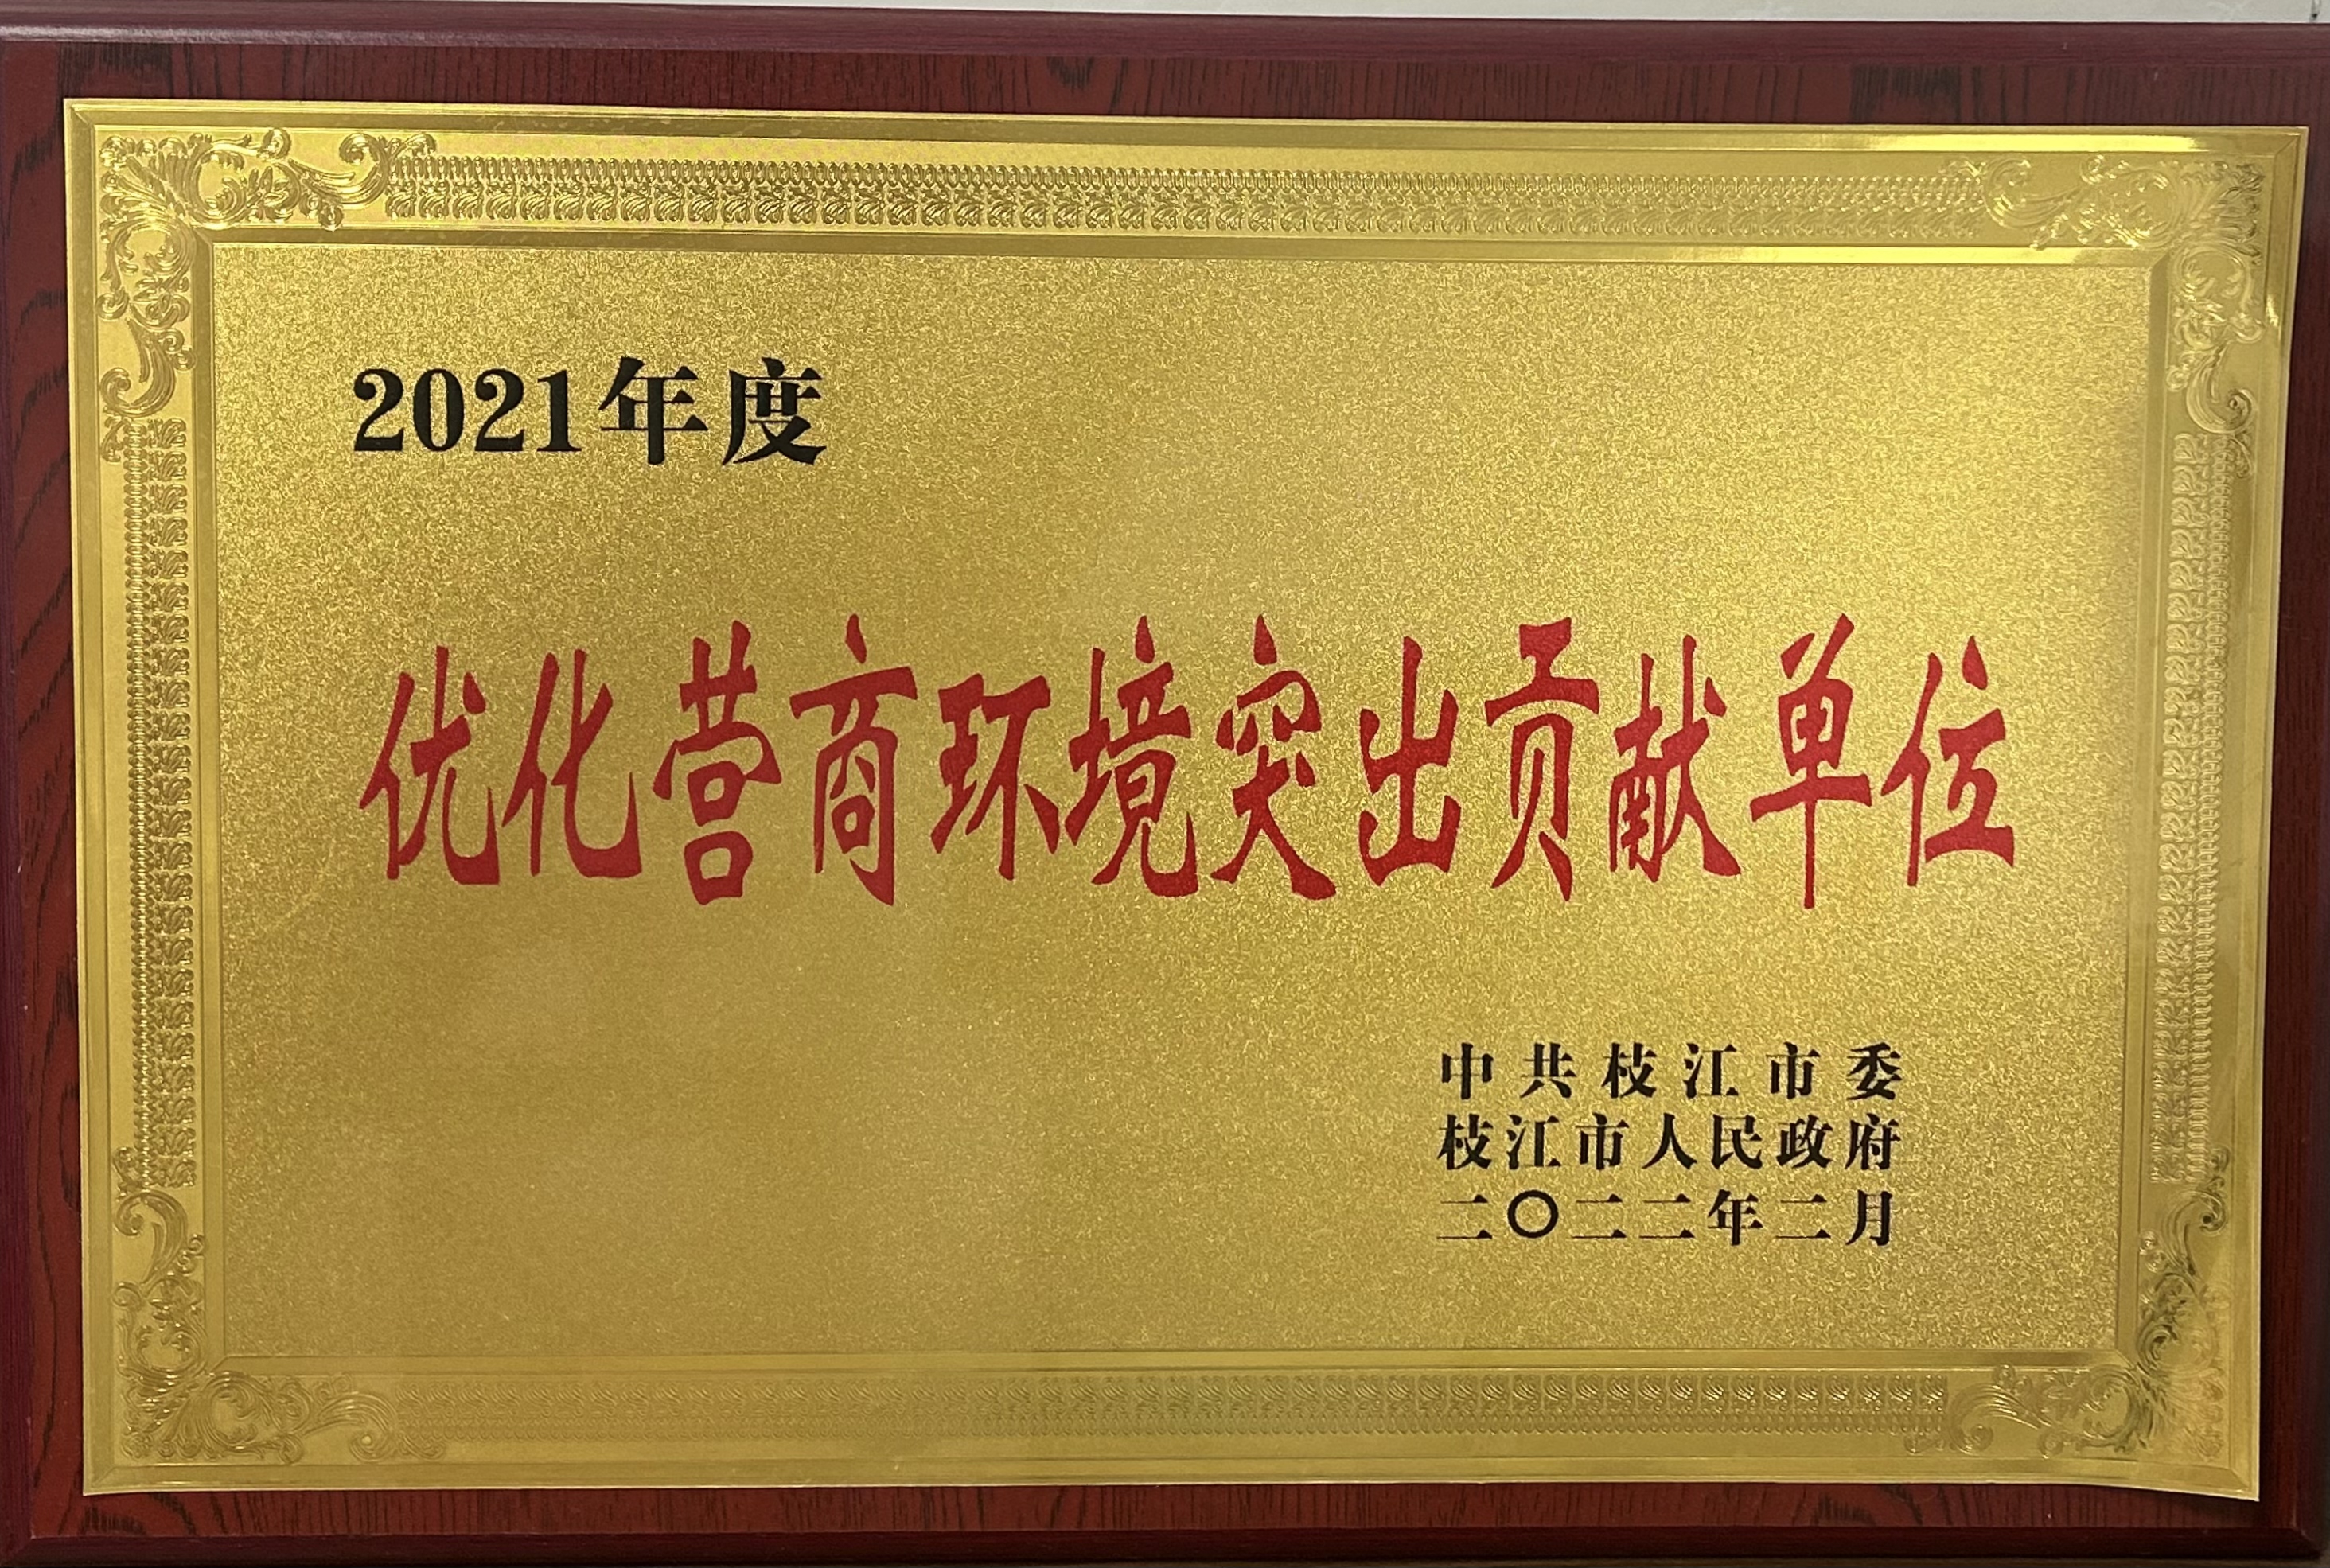 2021年度
优化营商环境突出贡献单位
中共枝江市委
枝江市人民政府
二〇二二年二月